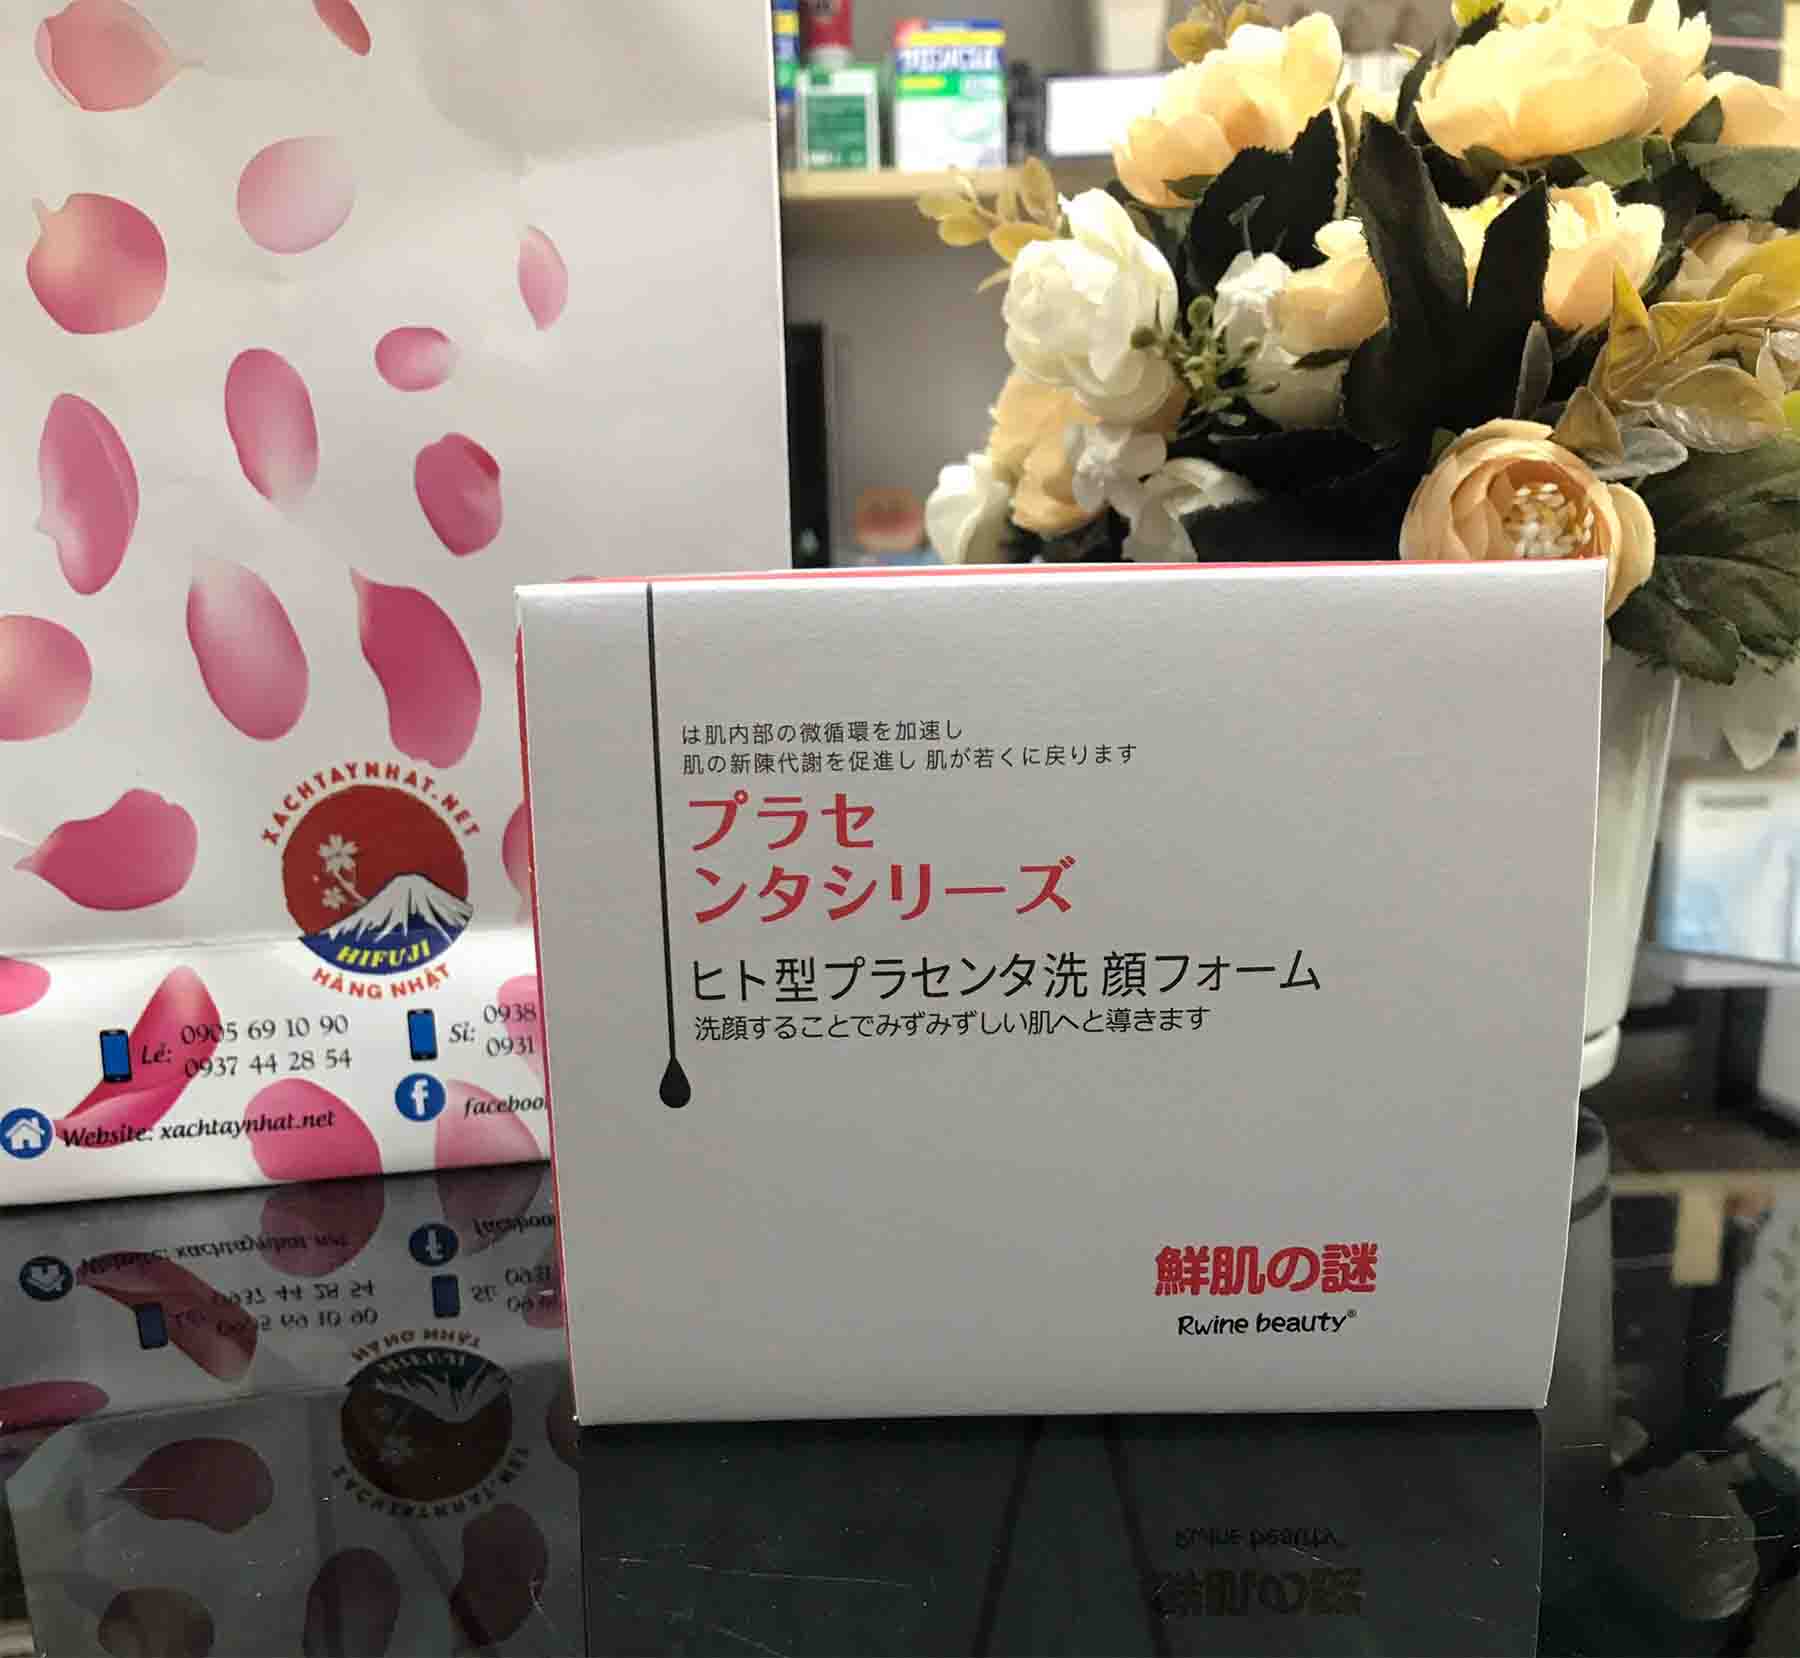 XACHTAYNHAT.NET
HIFUJI
HÀNG NHẬT
Lẻ:
0905 69 10 90
0937 44 28 54
Sỉ:
0938
0931
Website: xachtaynhat.net
は肌内部の微循環を加速し
肌の新陳代謝を促進し 肌が若くに戻ります
プラセ
ンタシリーズ
ヒト型プラセンタ洗 顔フォーム
洗顔することでみずみずしい肌へと導きます
鮮肌の謎
Rwine beauty®